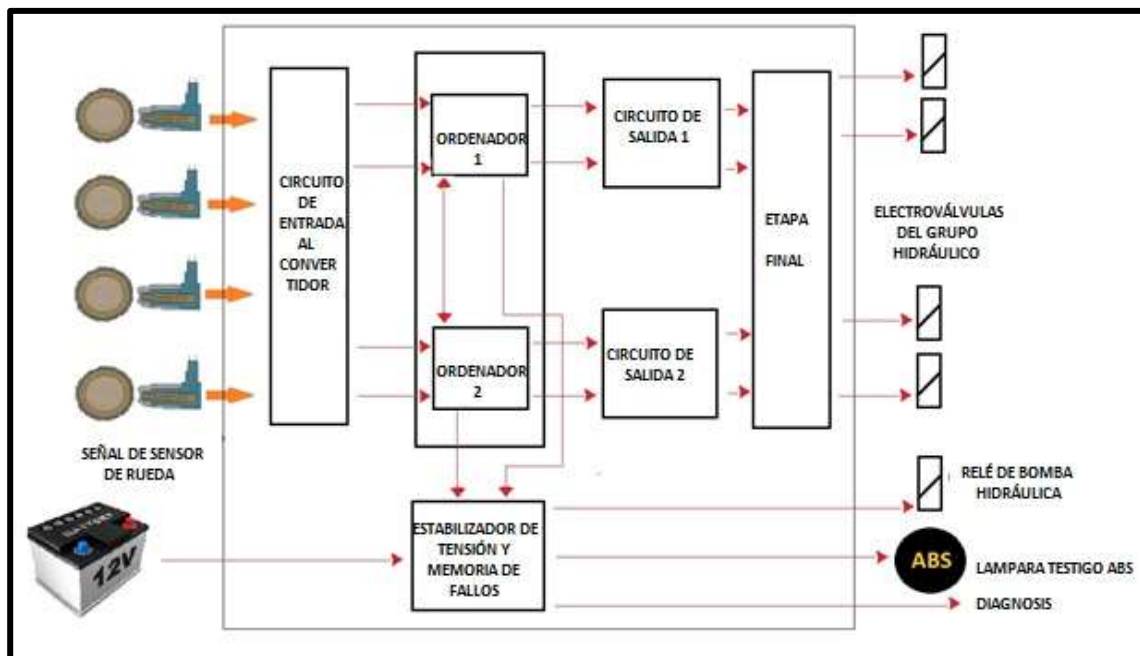 CIRCUITO
DE
ENTRADA
AL
CONVER
TIDOR
ORDENADOR
1
ORDENADOR
2
CIRCUITO DE
SALIDA 1
CIRCUITO DE
SALIDA 2
ETAPA
FINAL
ELECTROVÁLVULAS
DEL GRUPO
HIDRÁULICO
SEÑAL DE SENSOR
DE RUEDA
BATTERY
12V
ESTABILIZADOR DE
TENSIÓN Y
MEMORIA DE
FALLOS
RELÉ DE BOMBA
HIDRÁULICA
ABS
LAMPARA TESTIGO ABS
DIAGNOSIS